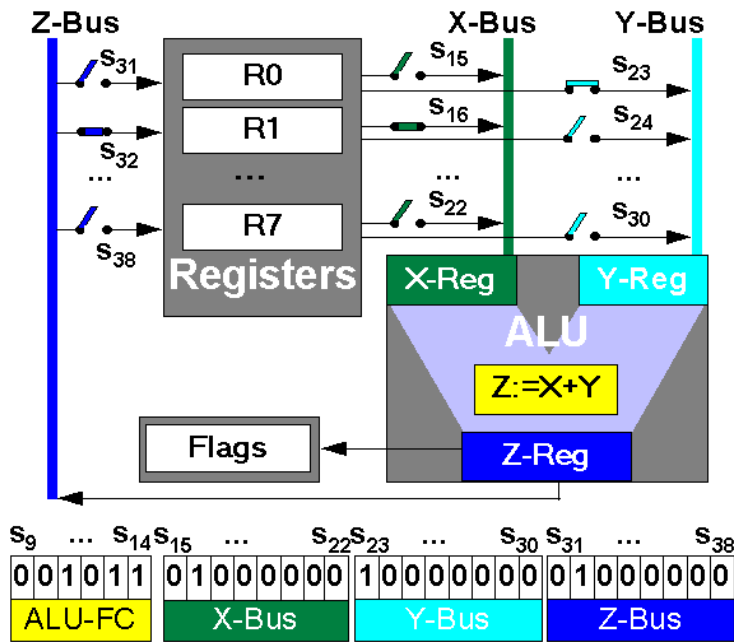 Z-Bus X-Bus Y-Bus
s31 R0 s15 s23
s32 R1 s16 s24
... ... ... ...
s38 R7 s22 s30
Registers X-Reg Y-Reg
ALU
Z:=X+Y
Flags Z-Reg
s9 ... s14 s15 ... s22 s23 ... s30 s31 ... s38
001011 01000000 10000000 01000000
ALU-FC X-Bus Y-Bus Z-Bus